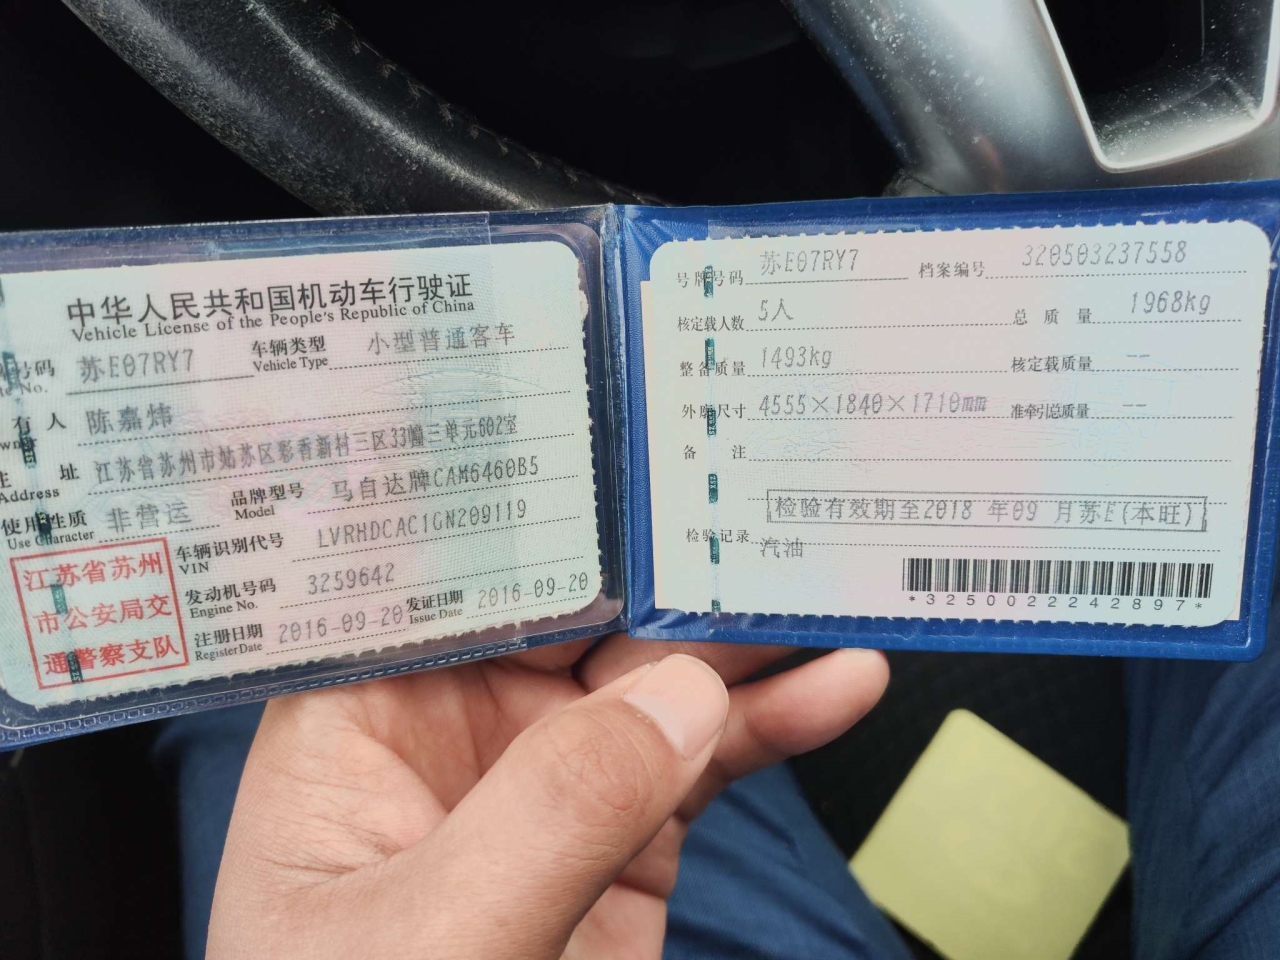 中华人民共和国机动车行驶证
Vehicle License of the People's Republic of China
号码 苏E07RY7 车辆类型 小型普通客车
No. Vehicle Type
有人 陈嘉炜
址 江苏省苏州市姑苏区彩香新村三区33幢三单元602室
Address
使用性质 非营运 品牌型号 马自达牌CAM6460B5
Use Character Model
车辆识别代号 LVRHDCAC1GN209119
VIN
发动机号码 3259642
Engine No.
注册日期 2016-09-20 发证日期 2016-09-20
Register Date Issue Date
江苏省苏州
市公安局交
通警察支队
号牌号码 苏E07RY7 档案编号 320503237558
核定载人数 5人 总质量 1968kg
整备质量 1493kg 核定载质量 --
外廓尺寸 4555×1840×1710mm 准牵引总质量 --
备注
检验有效期至2018 年09 月苏E(本旺)
检验记录
汽油
*3250022242897*